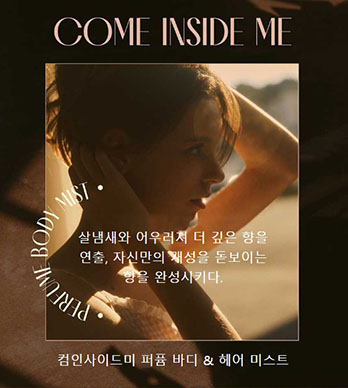 COME INSIDE ME
• PERFUME BODY MIST •
살냄새와 어우러져 더 깊은 향을
연출, 자신만의 개성을 돋보이는
향을 완성시키다.
컴인사이드미 퍼퓸 바디 & 헤어 미스트